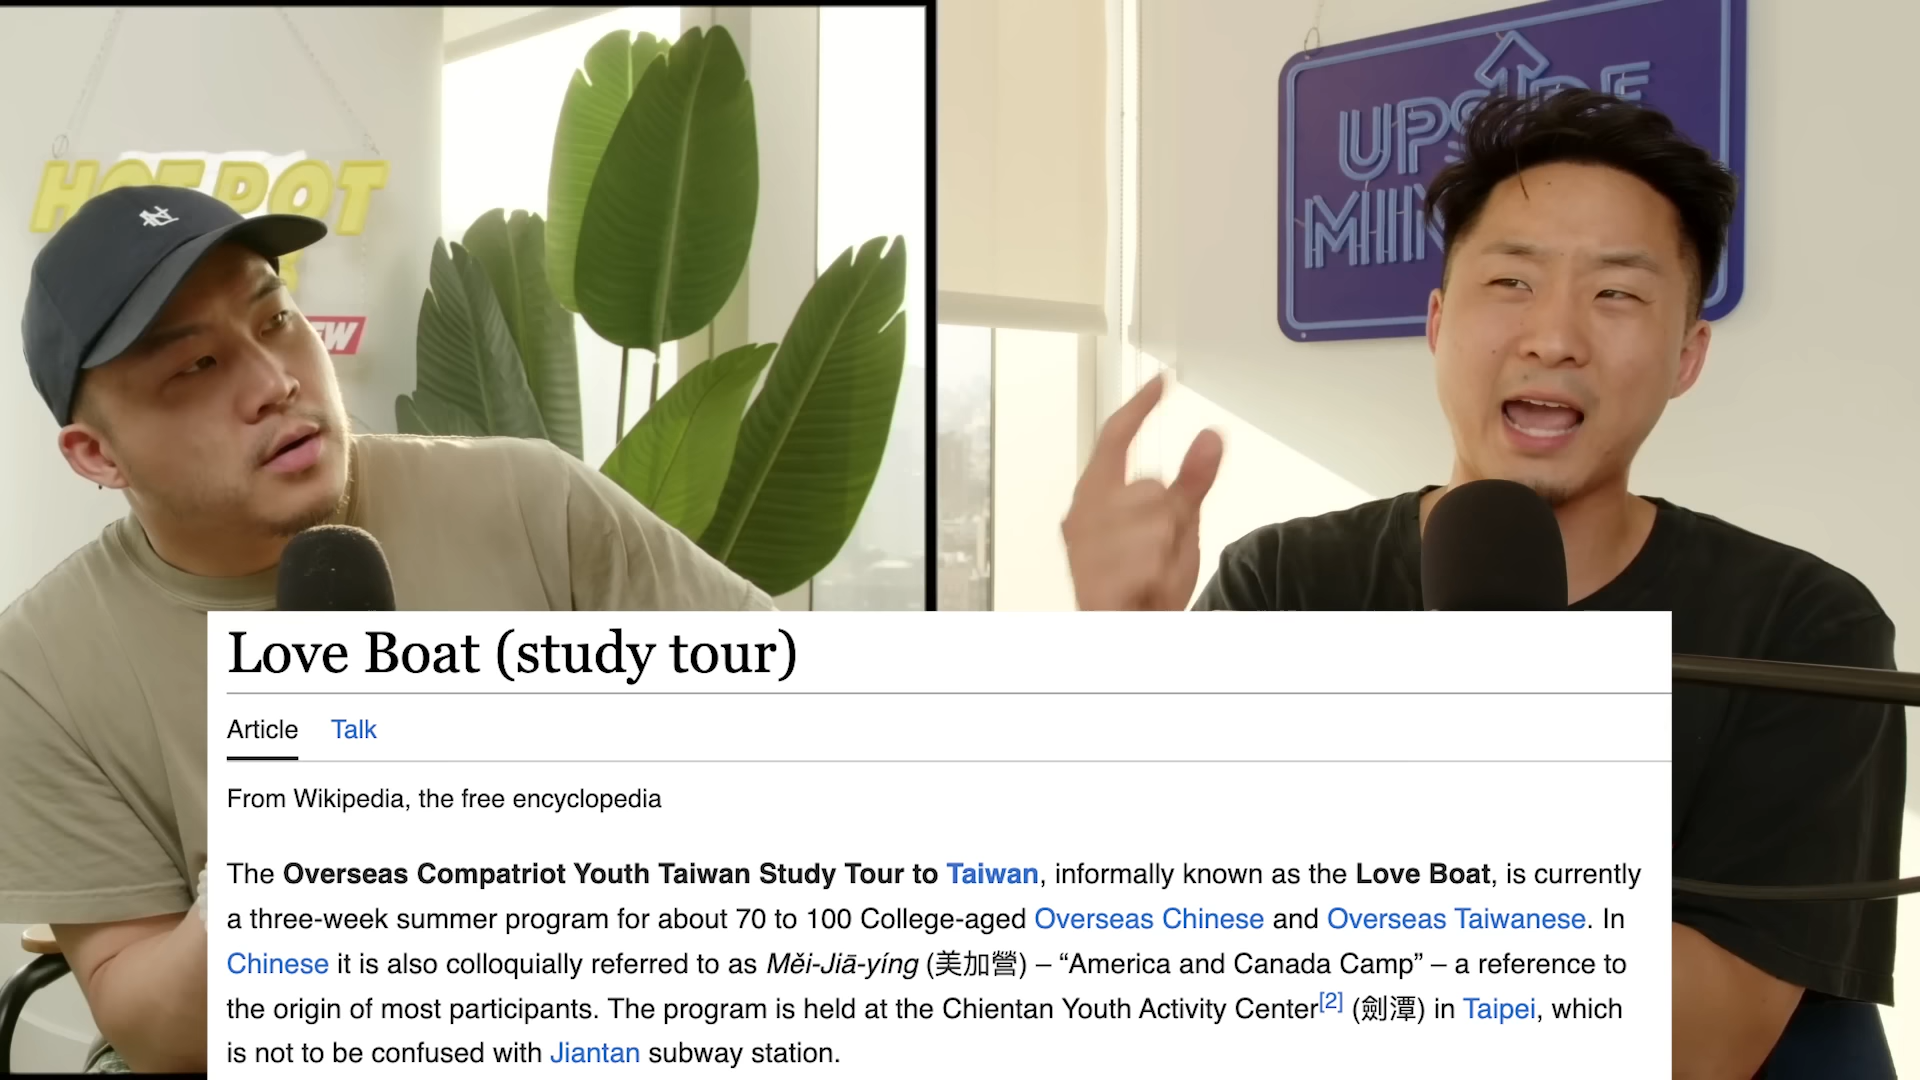 HOT POT
UPSIDE
Love Boat (study tour)
Article Talk
From Wikipedia, the free encyclopedia
The Overseas Compatriot Youth Taiwan Study Tour to Taiwan, informally known as the Love Boat, is currently
a three-week summer program for about 70 to 100 College-aged Overseas Chinese and Overseas Taiwanese. In
Chinese it is also colloquially referred to as Měi-Jiā-yíng (美加營) – “America and Canada Camp” – a reference to
the origin of most participants. The program is held at the Chientan Youth Activity Center[2] (劍潭) in Taipei, which
is not to be confused with Jiantan subway station.